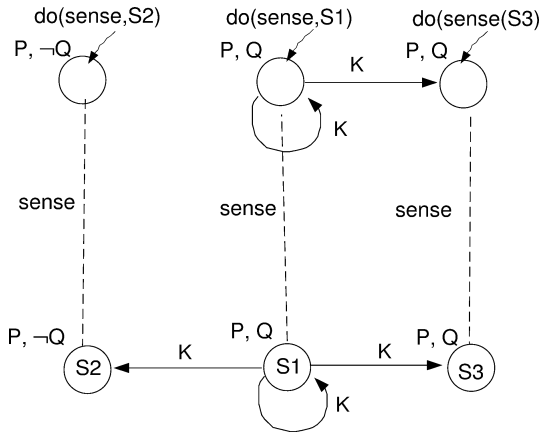 do(sense,S2)
do(sense,S1)
do(sense(S3)
P, ¬Q
P, Q
P, Q
K
K
sense
sense
sense
P, ¬Q
P, Q
P, Q
K
K
S2
S1
S3
K